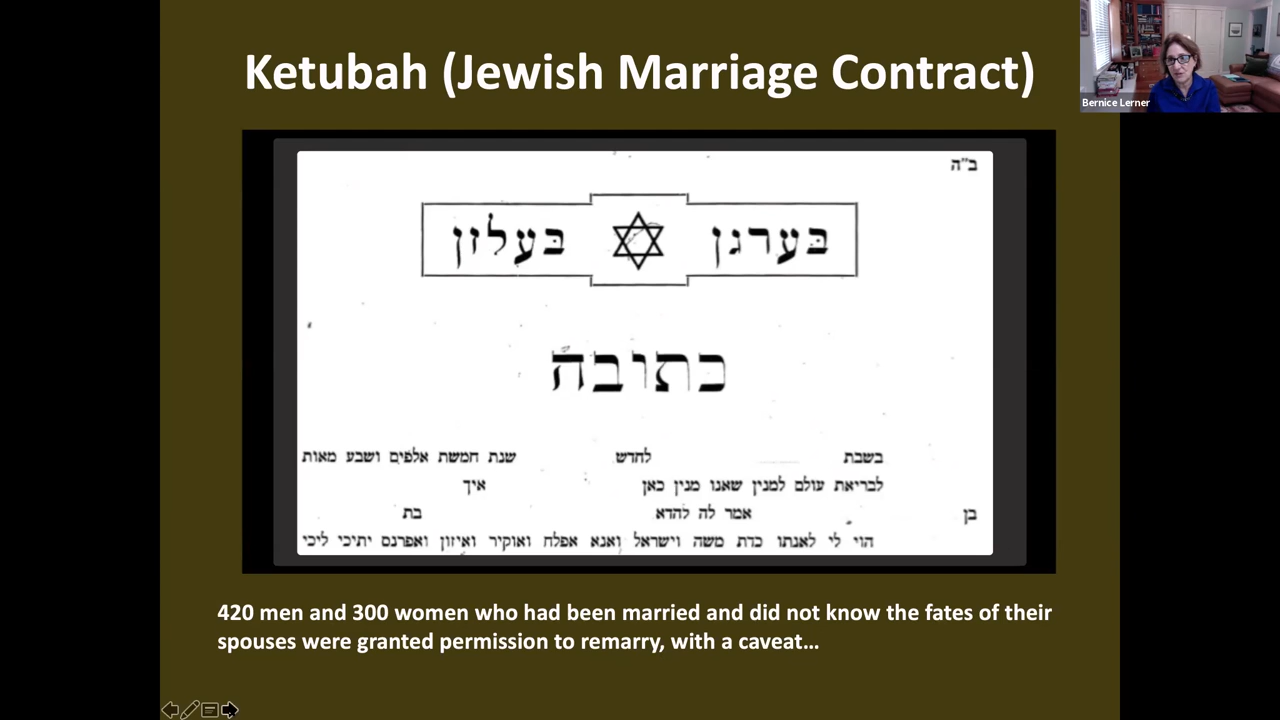 Ketubah (Jewish Marriage Contract)
Bernice Lerner
ב"ה
בערגן בעלזן
כתובה
בשבת לחדש שנת חמשת אלפים ושבע מאות
לבריאת עולם למנין שאנו מנין כאן איך
בן אמר לה להדא בת
הוי לי לאנתו כדת משה וישראל ואנא אפלח ואוקיר ואיזון ואפרנס יתיכי ליכי
420 men and 300 women who had been married and did not know the fates of their
spouses were granted permission to remarry, with a caveat…